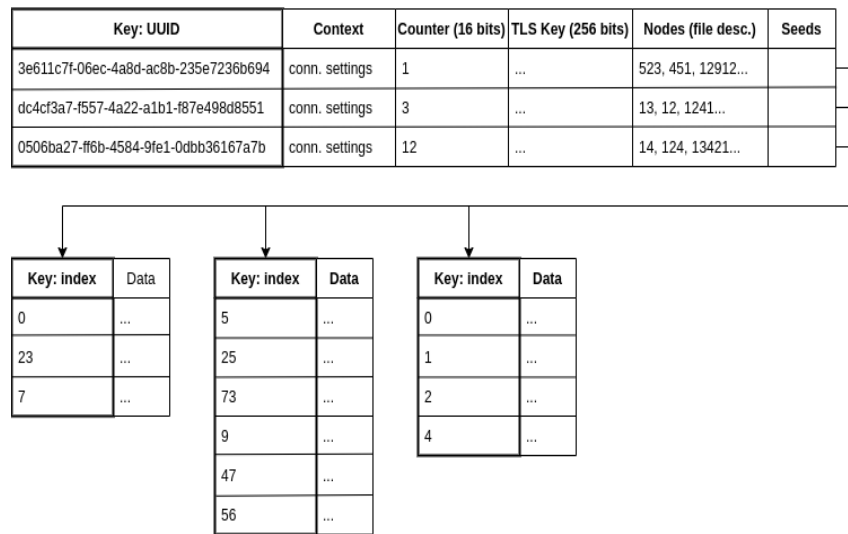 Key: UUID Context Counter (16 bits) TLS Key (256 bits) Nodes (file desc.) Seeds
3e611c7f-06ec-4a8d-ac8b-235e7236b694 conn. settings 1 ... 523, 451, 12912...
dc4cf3a7-f557-4a22-a1b1-f87e498d8551 conn. settings 3 ... 13, 12, 1241...
0506ba27-ff6b-4584-9fe1-0dbb36167a7b conn. settings 12 ... 14, 124, 13421...
Key: index Data
0 ...
23 ...
7 ...
Key: index Data
5 ...
25 ...
73 ...
9 ...
47 ...
56 ...
Key: index Data
0 ...
1 ...
2 ...
4 ...